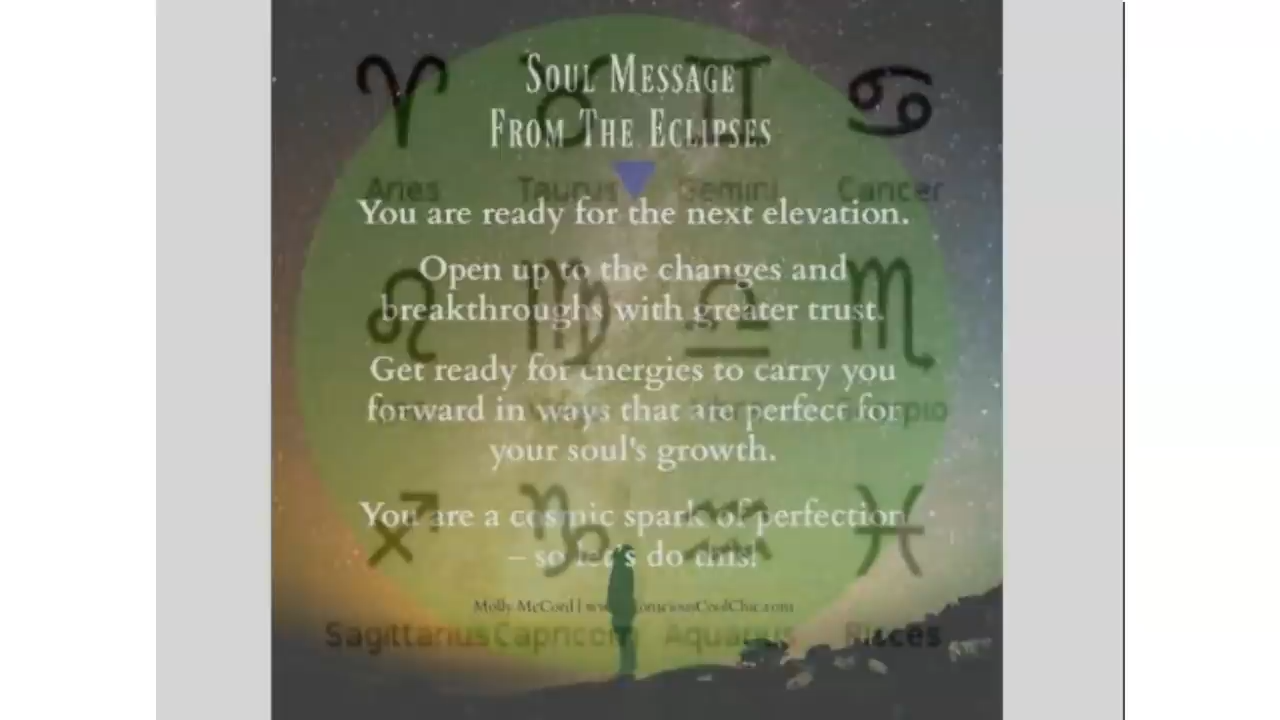 Soul Message
From The Eclipses
Aries Taurus Gemini Cancer
You are ready for the next elevation.
Open up to the changes and
breakthroughs with greater trust.
Get ready for energies to carry you
forward in ways that are perfect for
Scorpio
your soul's growth.
You are a cosmic spark of perfection
– so let's do this!
Molly McCord |
Sagittarius Capricorn Aquarius Pisces